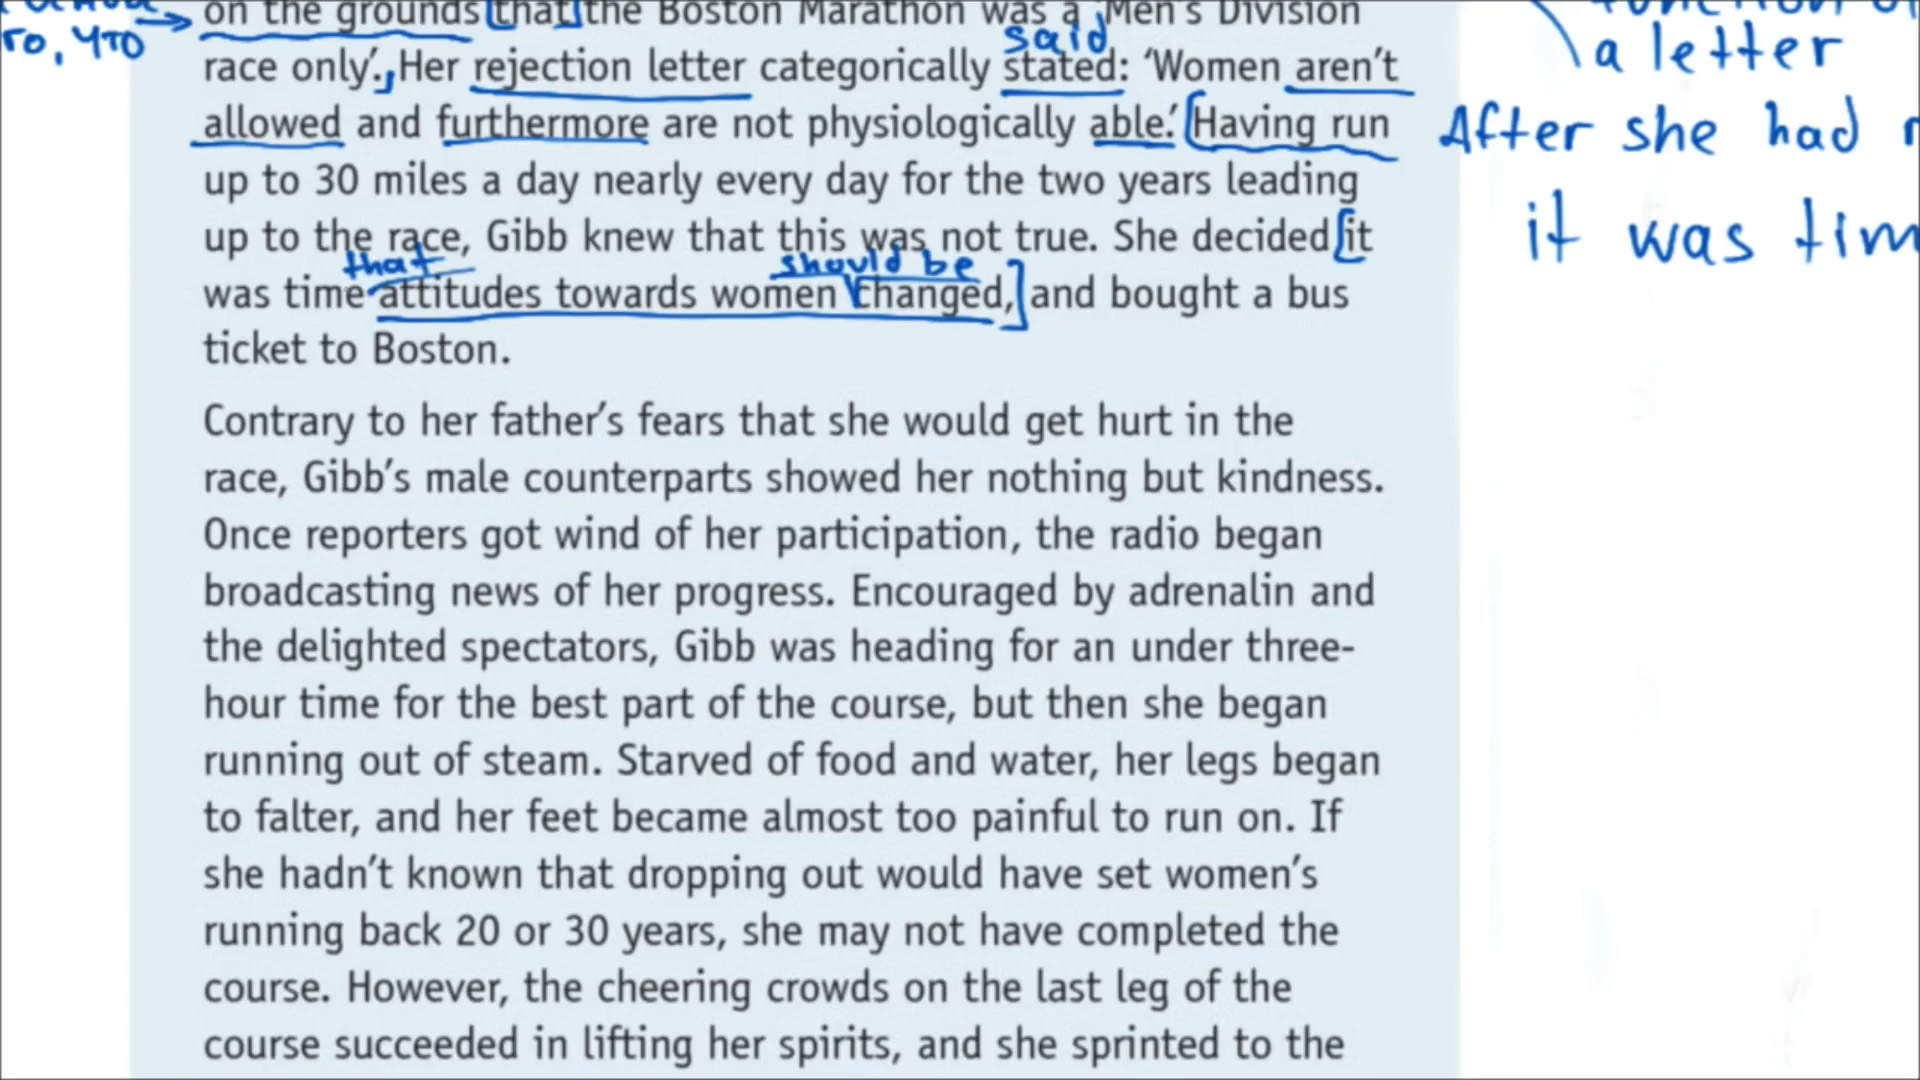 on the grounds that the Boston Marathon was a Men's Division
то, что
said
race only'. Her rejection letter categorically stated: 'Women aren't
a letter
allowed and furthermore are not physiologically able.' Having run
After she had
up to 30 miles a day nearly every day for the two years leading
up to the race, Gibb knew that this was not true. She decided it
it was tim
that should be
was time attitudes towards women changed, and bought a bus
ticket to Boston.
Contrary to her father's fears that she would get hurt in the
race, Gibb's male counterparts showed her nothing but kindness.
Once reporters got wind of her participation, the radio began
broadcasting news of her progress. Encouraged by adrenalin and
the delighted spectators, Gibb was heading for an under three-
hour time for the best part of the course, but then she began
running out of steam. Starved of food and water, her legs began
to falter, and her feet became almost too painful to run on. If
she hadn't known that dropping out would have set women's
running back 20 or 30 years, she may not have completed the
course. However, the cheering crowds on the last leg of the
course succeeded in lifting her spirits, and she sprinted to the